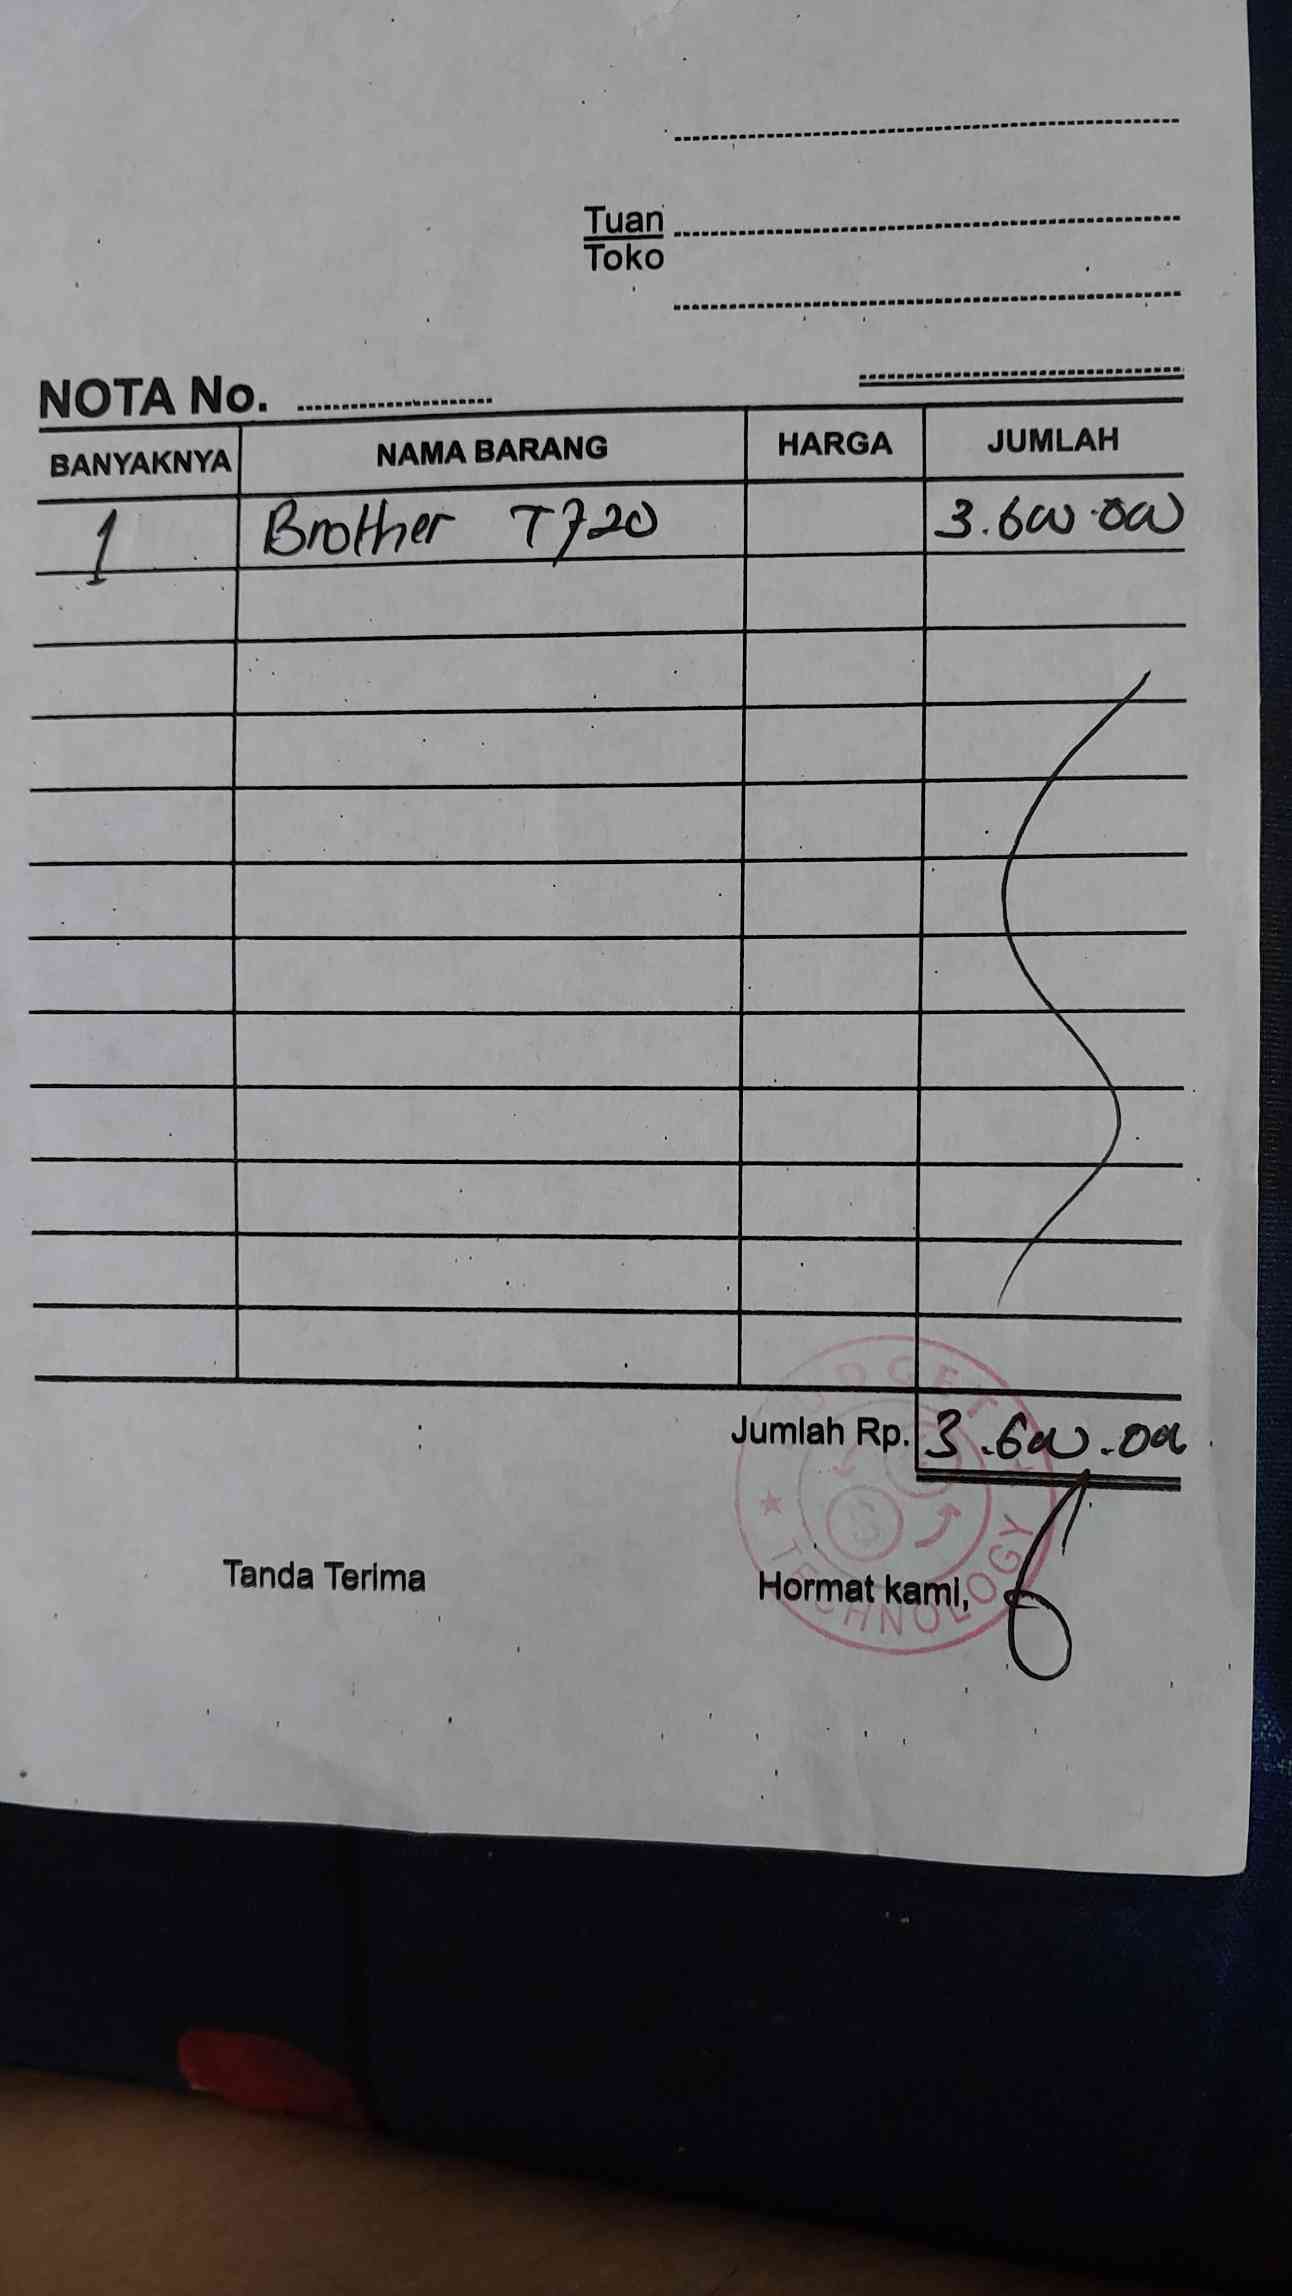 Tuan
Toko
NOTA No.
BANYAKNYA NAMA BARANG HARGA JUMLAH
1 Brother T720 3.600.000
Jumlah Rp. 3.600.000
Tanda Terima Hormat kami,
TECHNOLOGY